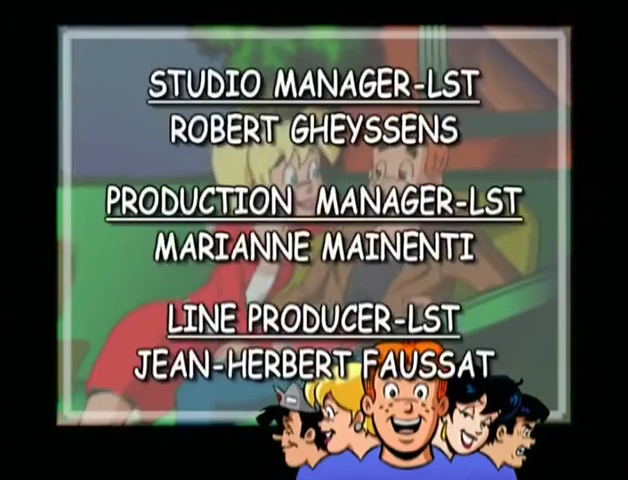 STUDIO MANAGER-LST
ROBERT GHEYSSENS
PRODUCTION MANAGER-LST
MARIANNE MAINENTI
LINE PRODUCER-LST
JEAN-HERBERT FAUSSAT